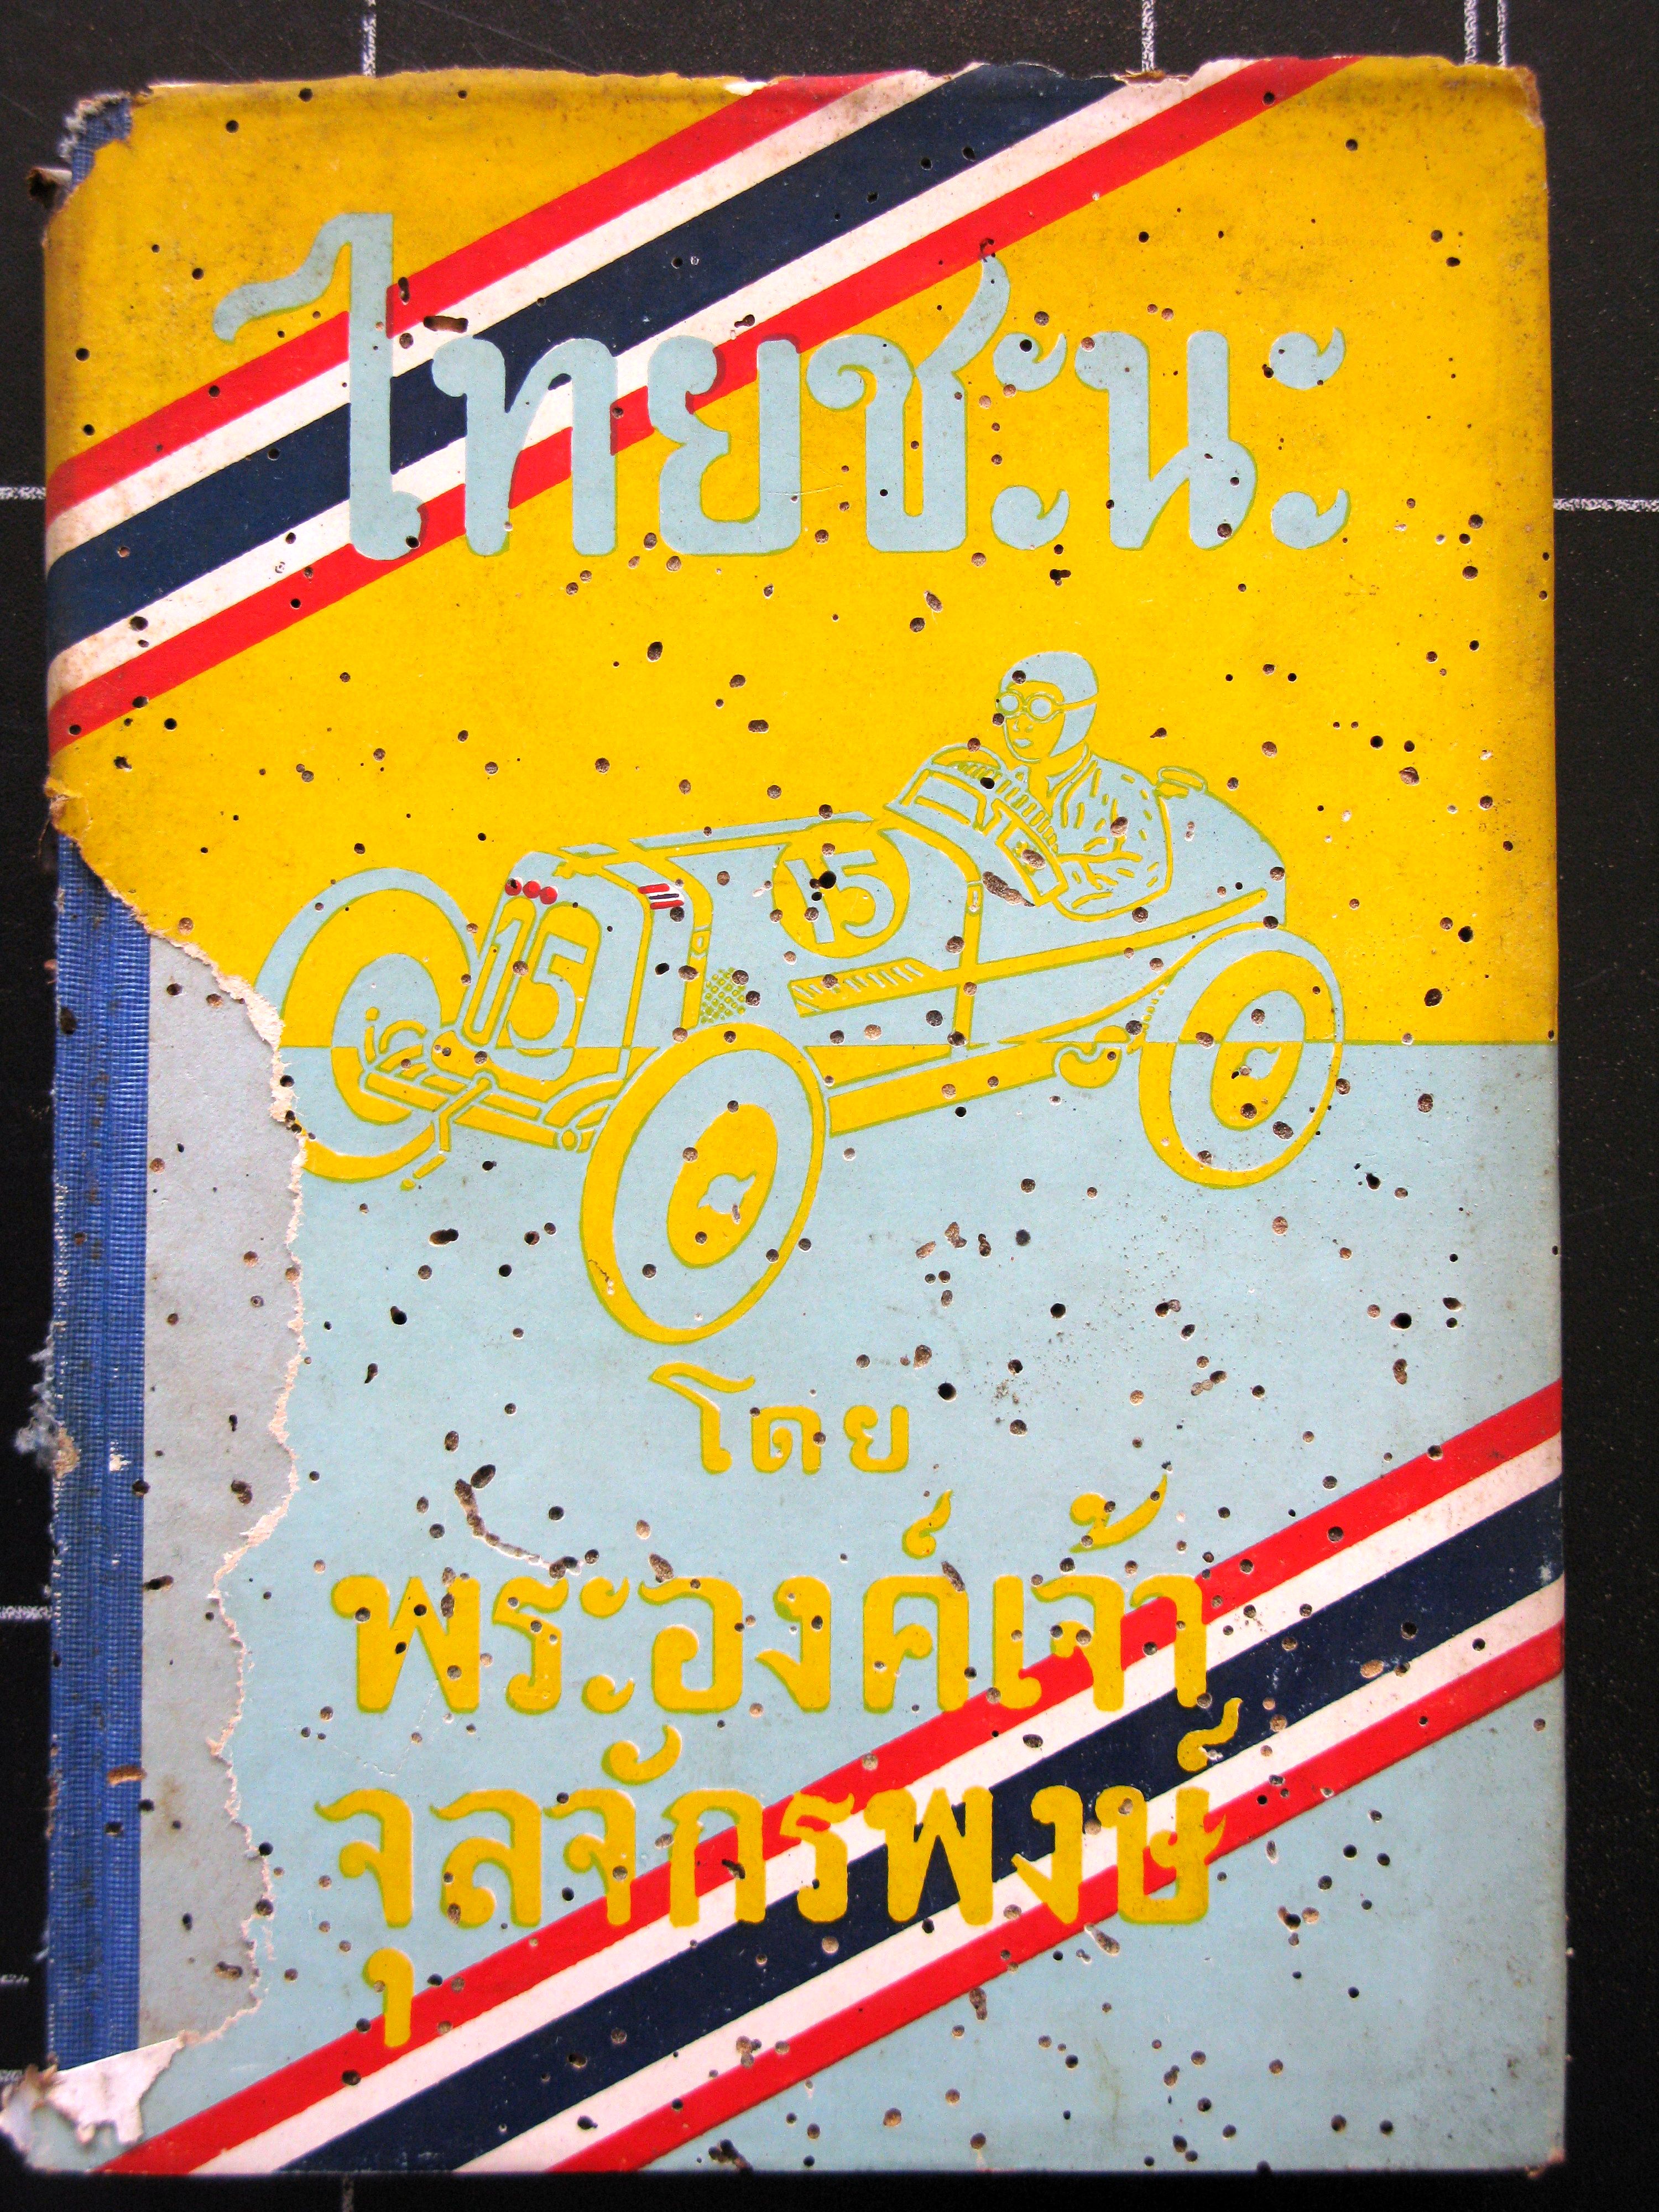 ไทยชะนะ
15
15
โดย
พระองค์เจ้า
จุลจักรพงษ์